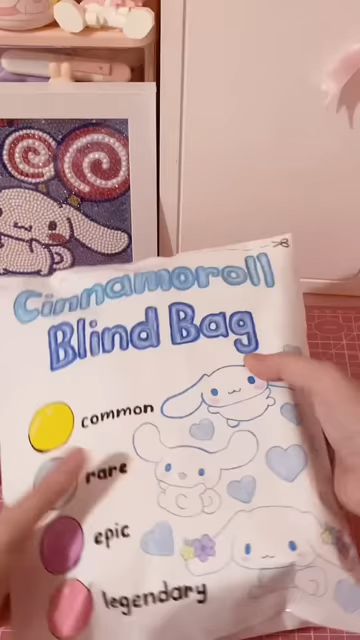 Cinnamoroll
Blind Bag
common
rare
epic
legendary